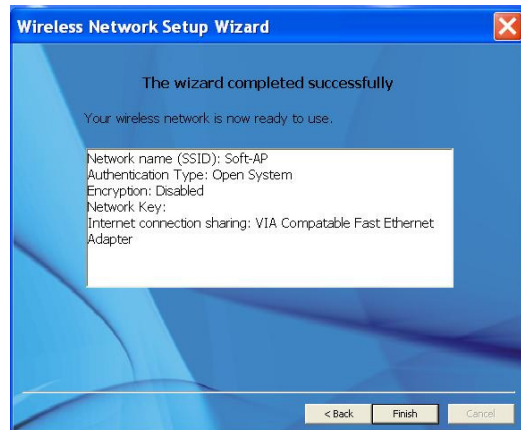 Wireless Network Setup Wizard
The wizard completed successfully
Your wireless network is now ready to use.
Network name (SSID): Soft-AP
Authentication Type: Open System
Encryption: Disabled
Network Key:
Internet connection sharing: VIA Compatable Fast Ethernet
Adapter
< Back Finish Cancel